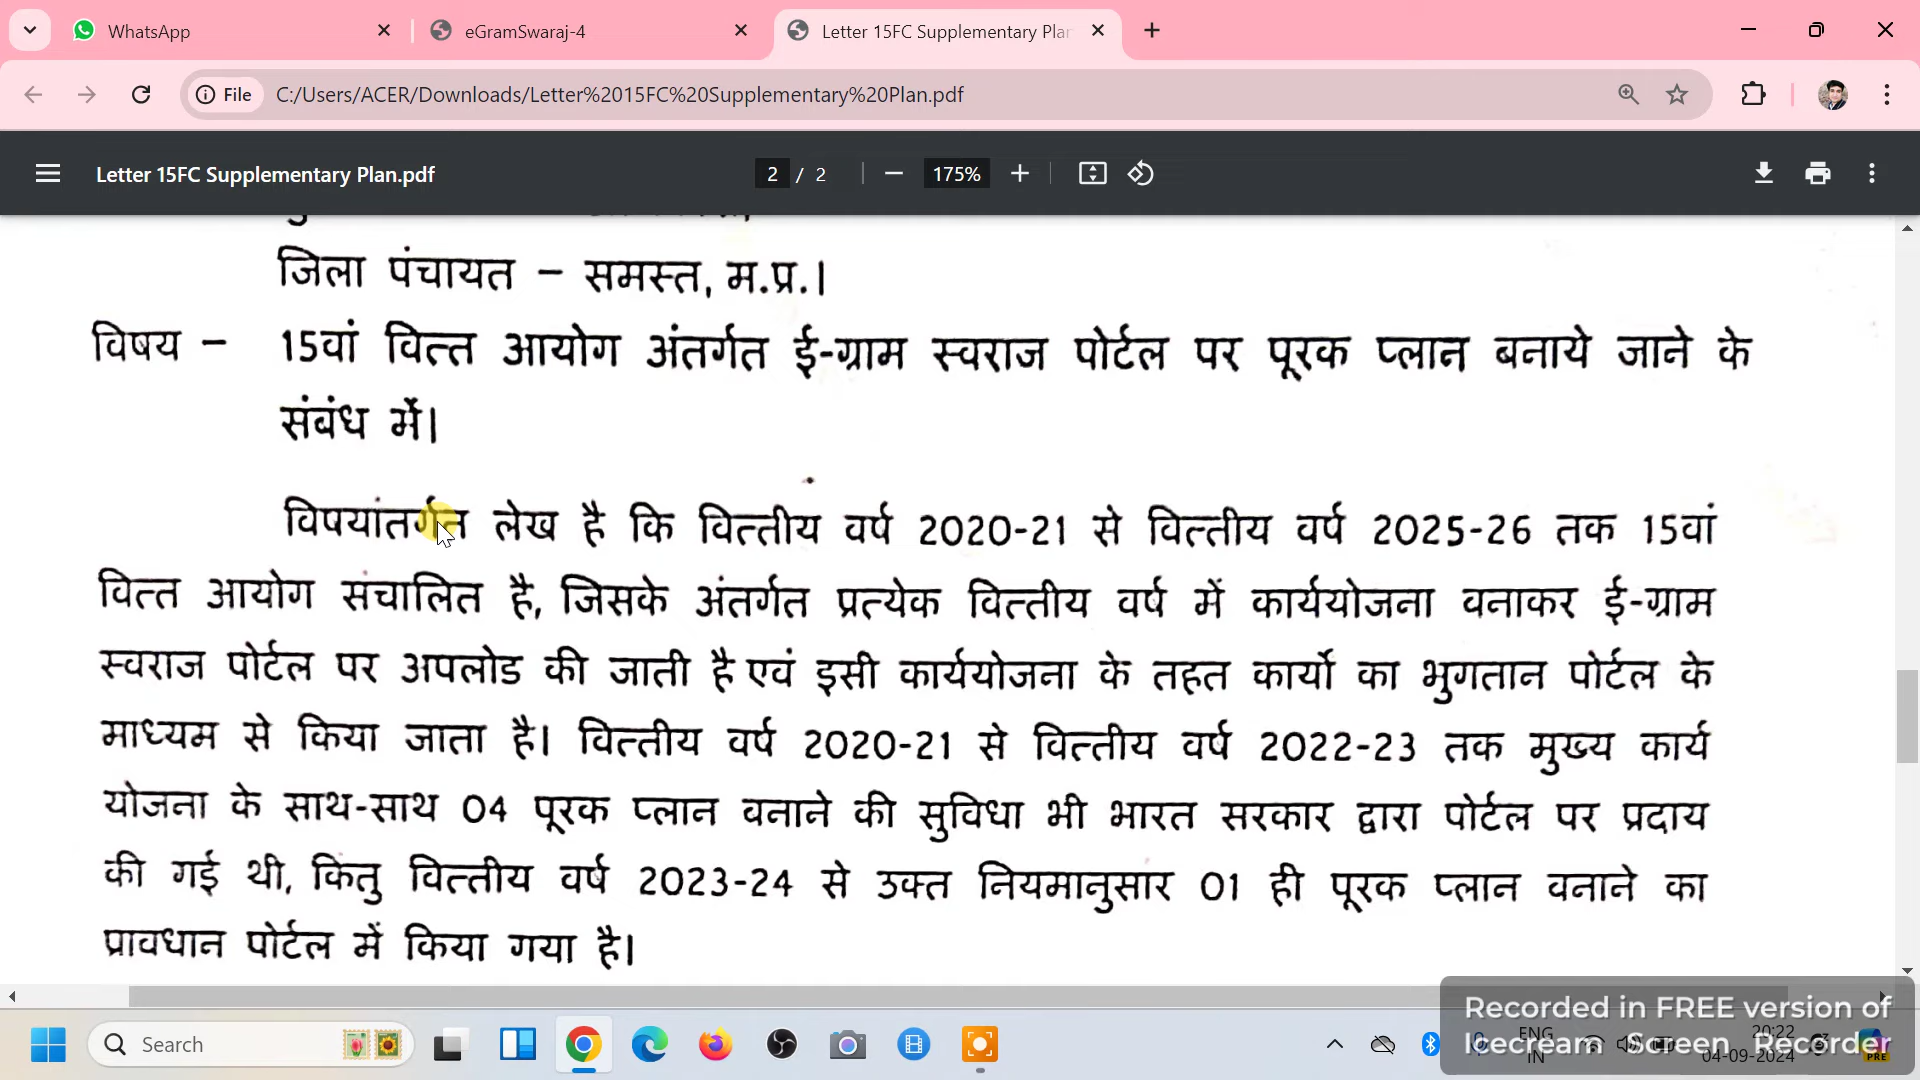 WhatsApp
eGramSwaraj-4
Letter 15FC Supplementary Plan
File
C:/Users/ACER/Downloads/Letter%2015FC%20Supplementary%20Plan.pdf
Letter 15FC Supplementary Plan.pdf
2 / 2
175%
जिला पंचायत – समस्त, म.प्र.।
विषय – 15वां वित्त आयोग अंतर्गत ई-ग्राम स्वराज पोर्टल पर पूरक प्लान बनाये जाने के
संबंध में।
विषयांतर्गत लेख है कि वित्तीय वर्ष 2020-21 से वित्तीय वर्ष 2025-26 तक 15वां
वित्त आयोग संचालित है, जिसके अंतर्गत प्रत्येक वित्तीय वर्ष में कार्ययोजना बनाकर ई-ग्राम
स्वराज पोर्टल पर अपलोड की जाती है एवं इसी कार्ययोजना के तहत कार्यो का भुगतान पोर्टल के
माध्यम से किया जाता है। वित्तीय वर्ष 2020-21 से वित्तीय वर्ष 2022-23 तक मुख्य कार्य
योजना के साथ-साथ 04 पूरक प्लान बनाने की सुविधा भी भारत सरकार द्वारा पोर्टल पर प्रदाय
की गई थी, किंतु वित्तीय वर्ष 2023-24 से उक्त नियमानुसार 01 ही पूरक प्लान बनाने का
प्रावधान पोर्टल में किया गया है।
Recorded in FREE version of
Icecream Screen Recorder
Search
ENG
IN
20:22
04-09-2024
PRE